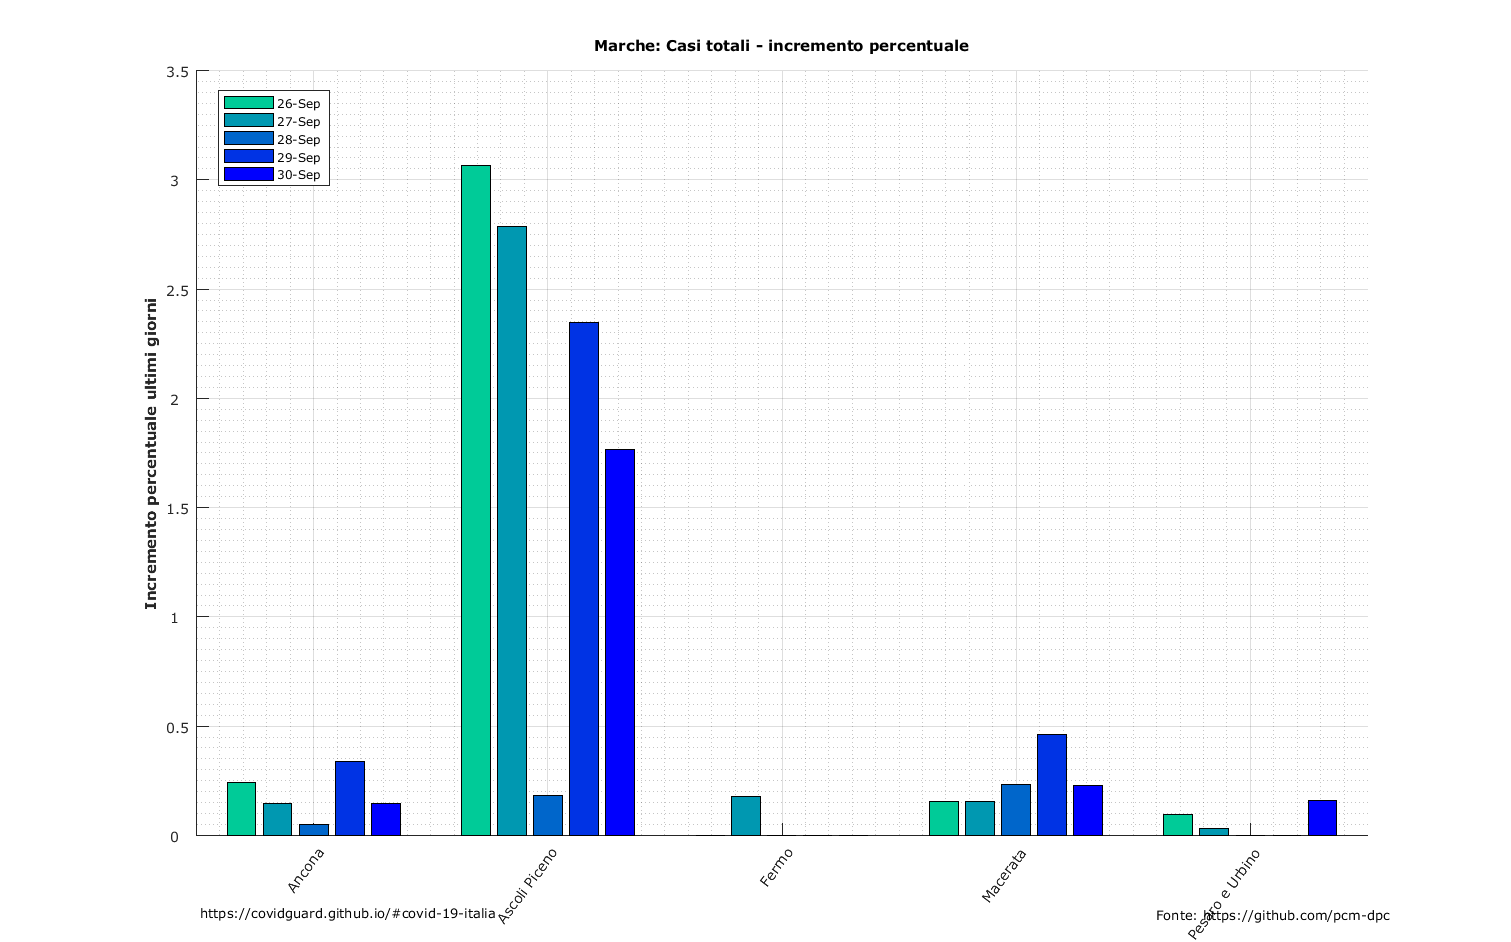 Marche: Casi totali - incremento percentuale
3.5
3
2.5
2
1.5
1
0.5
0
Incremento percentuale ultimi giorni
26-Sep
27-Sep
28-Sep
29-Sep
30-Sep
Ancona
Ascoli Piceno
Fermo
Macerata
Pesaro e Urbino
https://covidguard.github.io/#covid-19-italia
Fonte: https://github.com/pcm-dpc